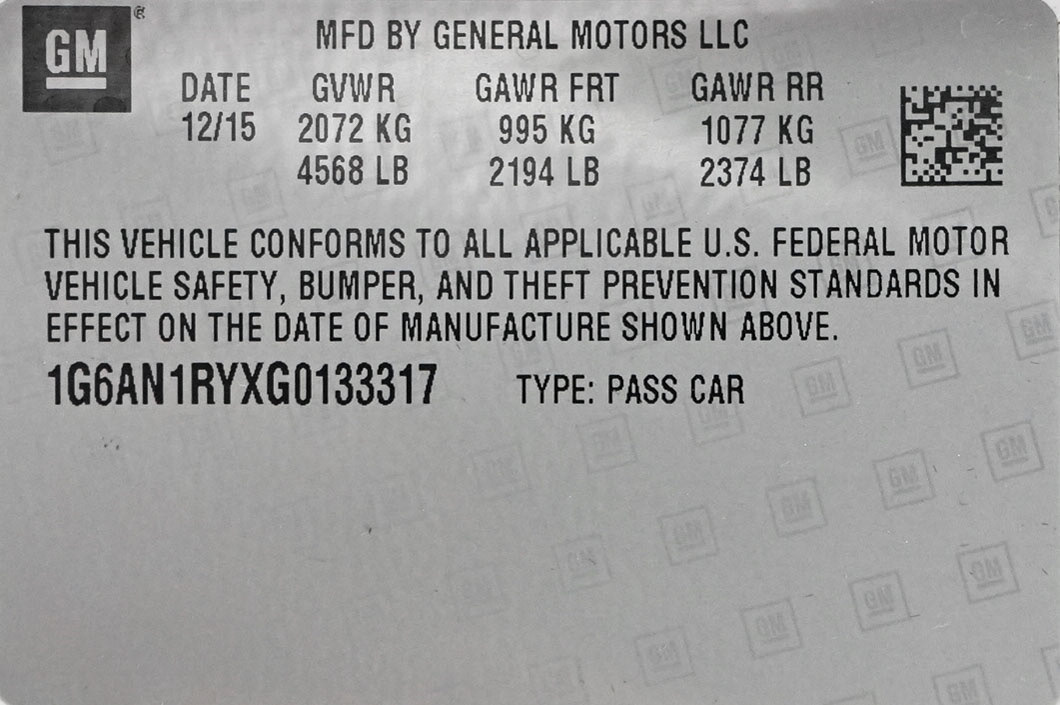 GM ®
MFD BY GENERAL MOTORS LLC
DATE GVWR GAWR FRT GAWR RR
12/15 2072 KG 995 KG 1077 KG
4568 LB 2194 LB 2374 LB
THIS VEHICLE CONFORMS TO ALL APPLICABLE U.S. FEDERAL MOTOR
VEHICLE SAFETY, BUMPER, AND THEFT PREVENTION STANDARDS IN
EFFECT ON THE DATE OF MANUFACTURE SHOWN ABOVE.
1G6AN1RYXG0133317 TYPE: PASS CAR